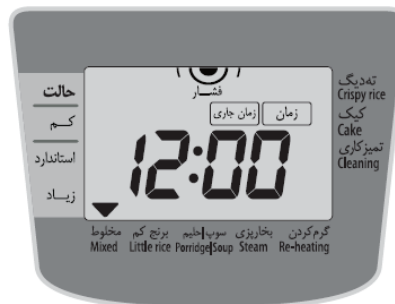 فشار
زمان
زمان جاری
12:00
حالت
کم
استاندارد
زیاد
ته‌دیگ
Crispy rice
کیک
Cake
تمیزکاری
Cleaning
گرم‌کردن بخارپزی سوپ|حلیم برنج کم مخلوط
Mixed Little rice Porridge|Soup Steam Re-heating